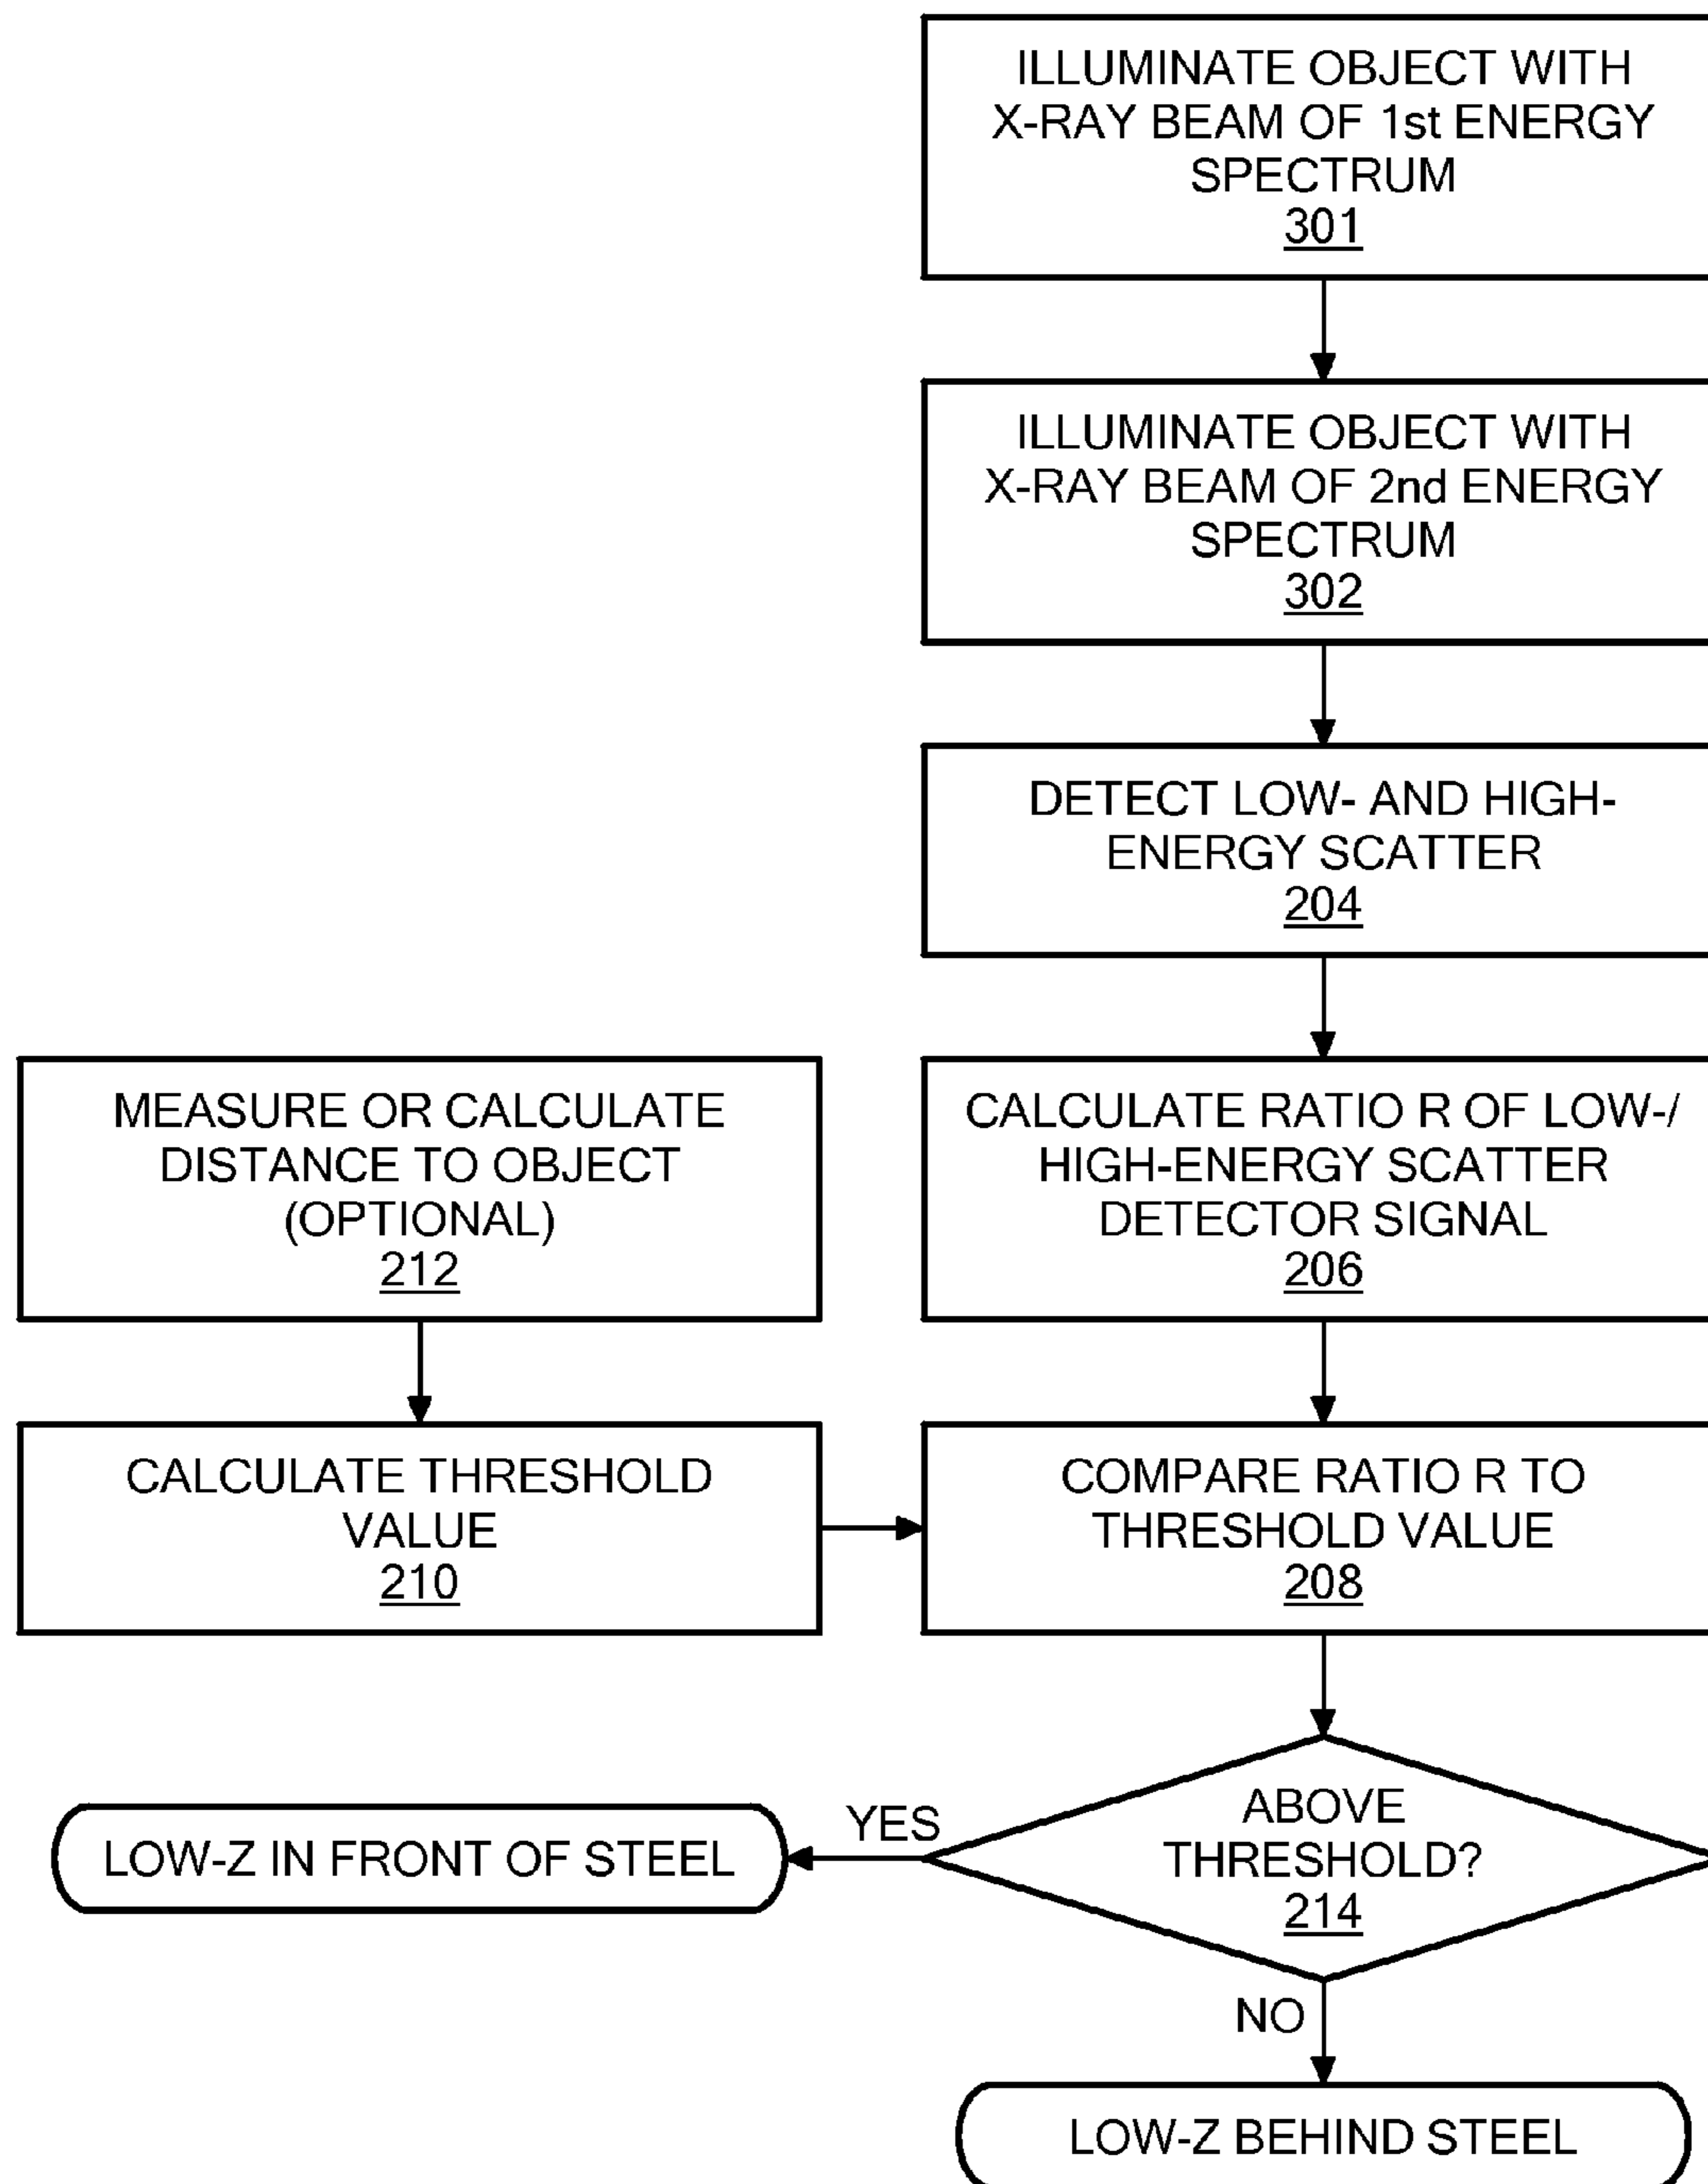 ILLUMINATE OBJECT WITH
X-RAY BEAM OF 1st ENERGY
SPECTRUM
301
ILLUMINATE OBJECT WITH
X-RAY BEAM OF 2nd ENERGY
SPECTRUM
302
DETECT LOW- AND HIGH-
ENERGY SCATTER
204
MEASURE OR CALCULATE
DISTANCE TO OBJECT
(OPTIONAL)
212
CALCULATE RATIO R OF LOW-/
HIGH-ENERGY SCATTER
DETECTOR SIGNAL
206
CALCULATE THRESHOLD
VALUE
210
COMPARE RATIO R TO
THRESHOLD VALUE
208
ABOVE
THRESHOLD?
214
YES
LOW-Z IN FRONT OF STEEL
NO
LOW-Z BEHIND STEEL